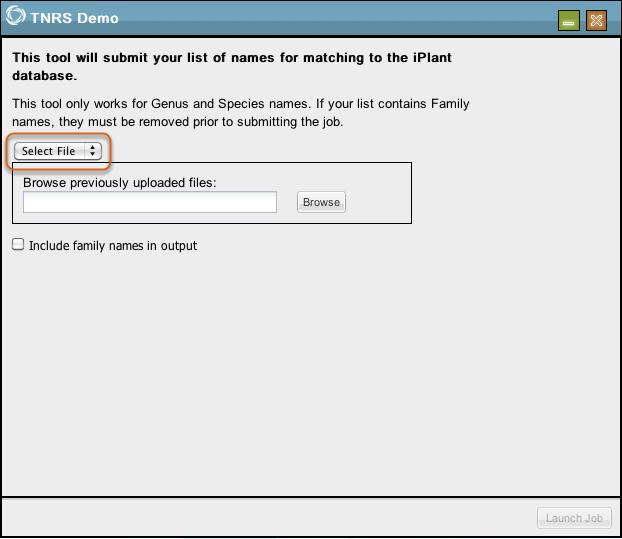 TNRS Demo
This tool will submit your list of names for matching to the iPlant
database.
This tool only works for Genus and Species names. If your list contains Family
names, they must be removed prior to submitting the job.
Select File
Browse previously uploaded files:
Browse
Include family names in output
Launch Job